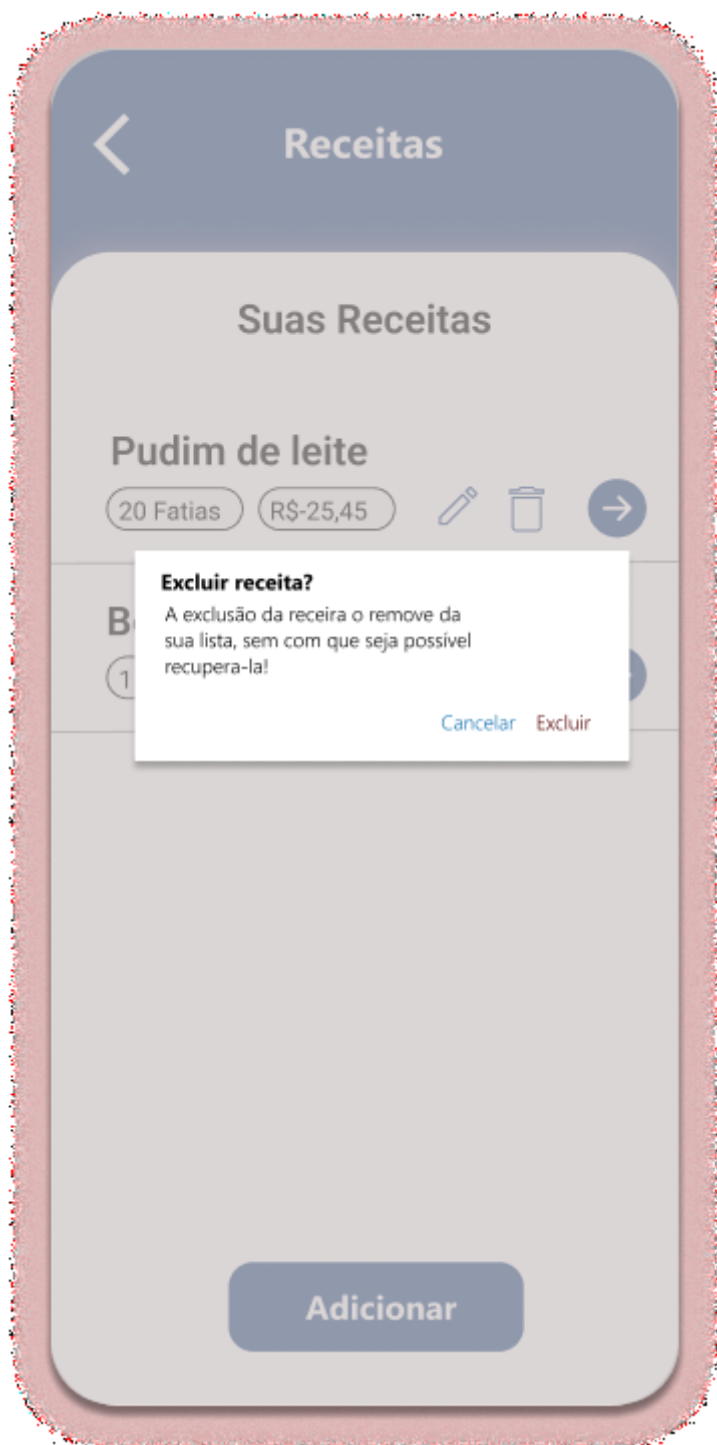 Receitas
Suas Receitas
Pudim de leite
20 Fatias R$-25,45
Excluir receita?
A exclusão da receira o remove da
sua lista, sem com que seja possível
recupera-la!
Cancelar Excluir
Adicionar